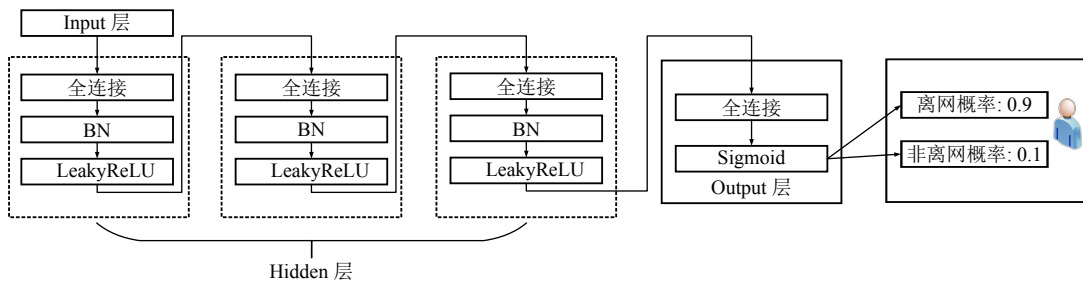 Input 层
全连接
BN
LeakyReLU
全连接
BN
LeakyReLU
全连接
BN
LeakyReLU
Hidden 层
全连接
Sigmoid
Output 层
离网概率: 0.9
非离网概率: 0.1